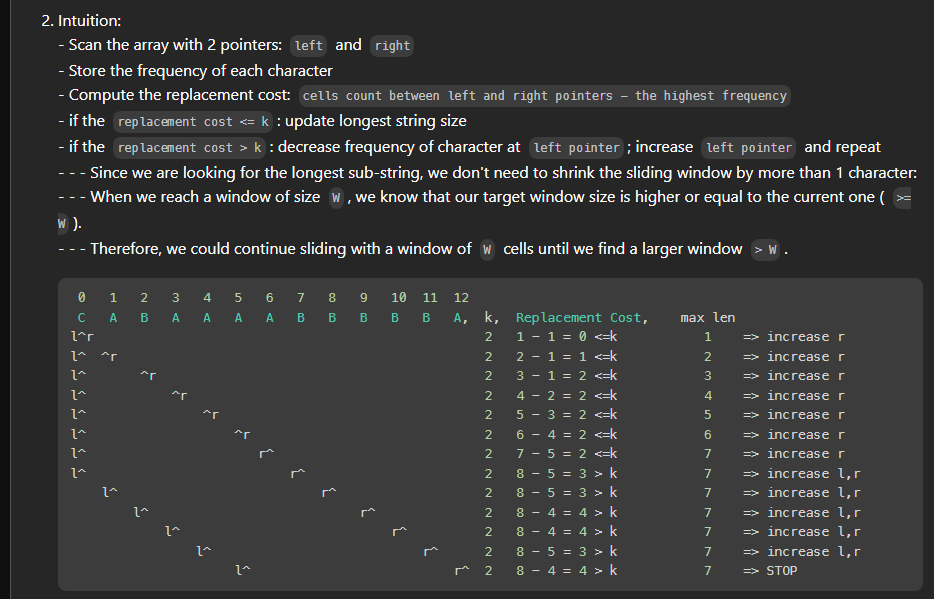 2. Intuition:
- Scan the array with 2 pointers: left and right
- Store the frequency of each character
- Compute the replacement cost: cells count between left and right pointers – the highest frequency
- if the replacement cost <= k : update longest string size
- if the replacement cost > k : decrease frequency of character at left pointer ; increase left pointer and repeat
- - - Since we are looking for the longest sub-string, we don't need to shrink the sliding window by more than 1 character:
- - - When we reach a window of size W , we know that our target window size is higher or equal to the current one ( >=
W ).
- - - Therefore, we could continue sliding with a window of W cells until we find a larger window > W .
0 1 2 3 4 5 6 7 8 9 10 11 12
C A B A A A A B B B B B A, k, Replacement Cost, max len
l^r 2 1 – 1 = 0 <=k 1 => increase r
l^ ^r 2 2 – 1 = 1 <=k 2 => increase r
l^ ^r 2 3 – 1 = 2 <=k 3 => increase r
l^ ^r 2 4 – 2 = 2 <=k 4 => increase r
l^ ^r 2 5 – 3 = 2 <=k 5 => increase r
l^ ^r 2 6 – 4 = 2 <=k 6 => increase r
l^ r^ 2 7 – 5 = 2 <=k 7 => increase r
l^ r^ 2 8 – 5 = 3 > k 7 => increase l,r
l^ r^ 2 8 – 5 = 3 > k 7 => increase l,r
l^ r^ 2 8 – 4 = 4 > k 7 => increase l,r
l^ r^ 2 8 – 4 = 4 > k 7 => increase l,r
l^ r^ 2 8 – 5 = 3 > k 7 => increase l,r
l^ r^ 2 8 – 4 = 4 > k 7 => STOP